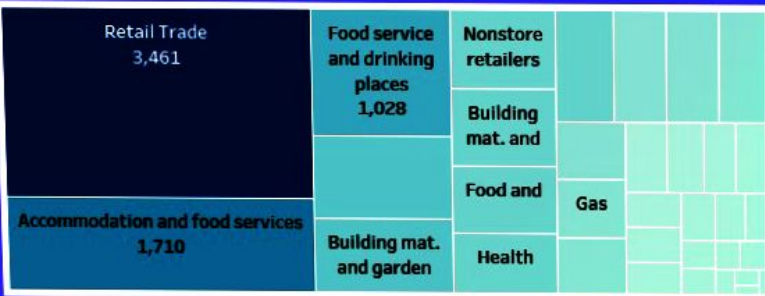 Retail Trade
3,461
Accommodation and food services
1,710
Food service
and drinking
places
1,028
Building mat.
and garden
Nonstore
retailers
Building
mat. and
Food and
Health
Gas